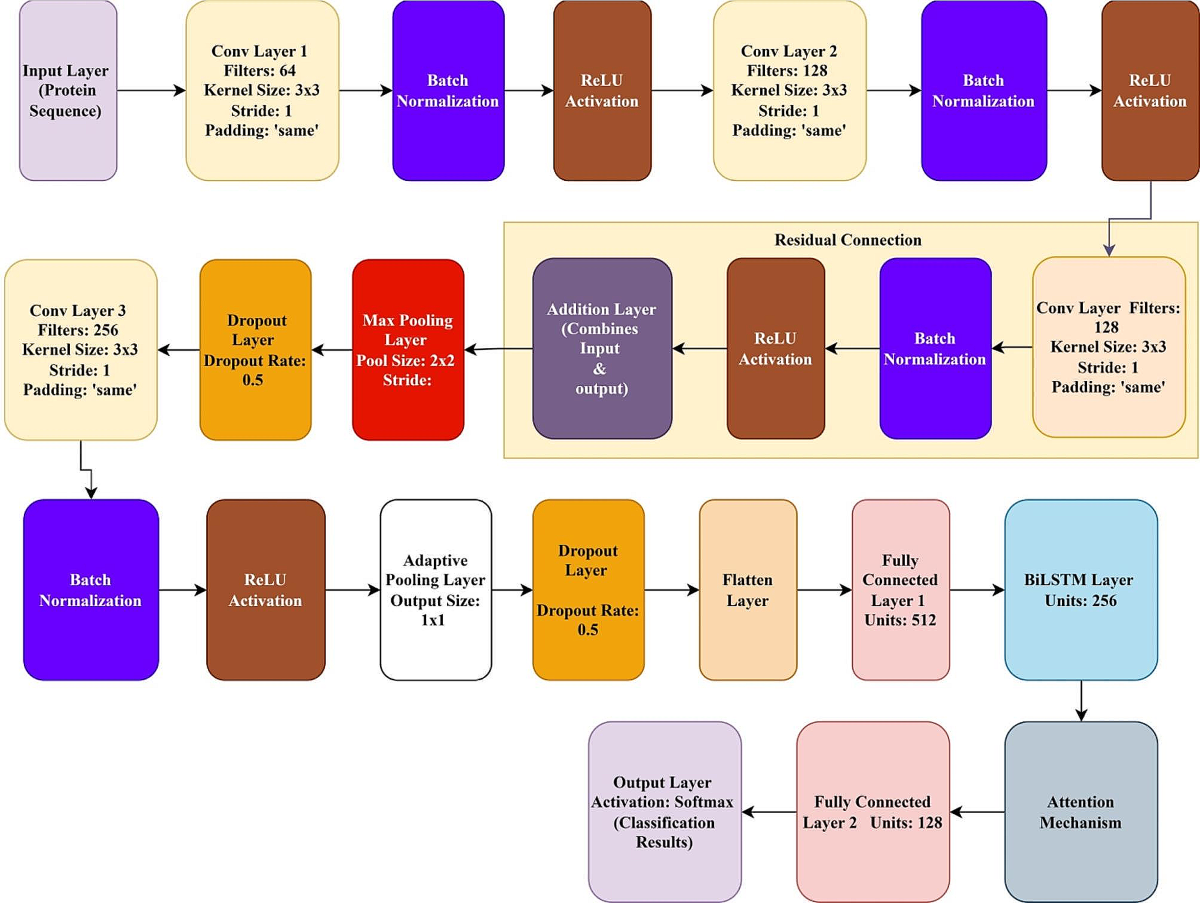 Input Layer
(Protein
Sequence)
Conv Layer 1
Filters: 64
Kernel Size: 3x3
Stride: 1
Padding: 'same'
Batch
Normalization
ReLU
Activation
Conv Layer 2
Filters: 128
Kernel Size: 3x3
Stride: 1
Padding: 'same'
Batch
Normalization
ReLU
Activation
Residual Connection
Conv Layer Filters:
128
Kernel Size: 3x3
Stride: 1
Padding: 'same'
Batch
Normalization
ReLU
Activation
Addition Layer
(Combines
Input
&
output)
Max Pooling
Layer
Pool Size: 2x2
Stride:
Dropout
Layer
Dropout Rate:
0.5
Conv Layer 3
Filters: 256
Kernel Size: 3x3
Stride: 1
Padding: 'same'
Batch
Normalization
ReLU
Activation
Adaptive
Pooling Layer
Output Size:
1x1
Dropout
Layer
Dropout Rate:
0.5
Flatten
Layer
Fully
Connected
Layer 1
Units: 512
BiLSTM Layer
Units: 256
Attention
Mechanism
Fully Connected
Layer 2 Units: 128
Output Layer
Activation: Softmax
(Classification
Results)